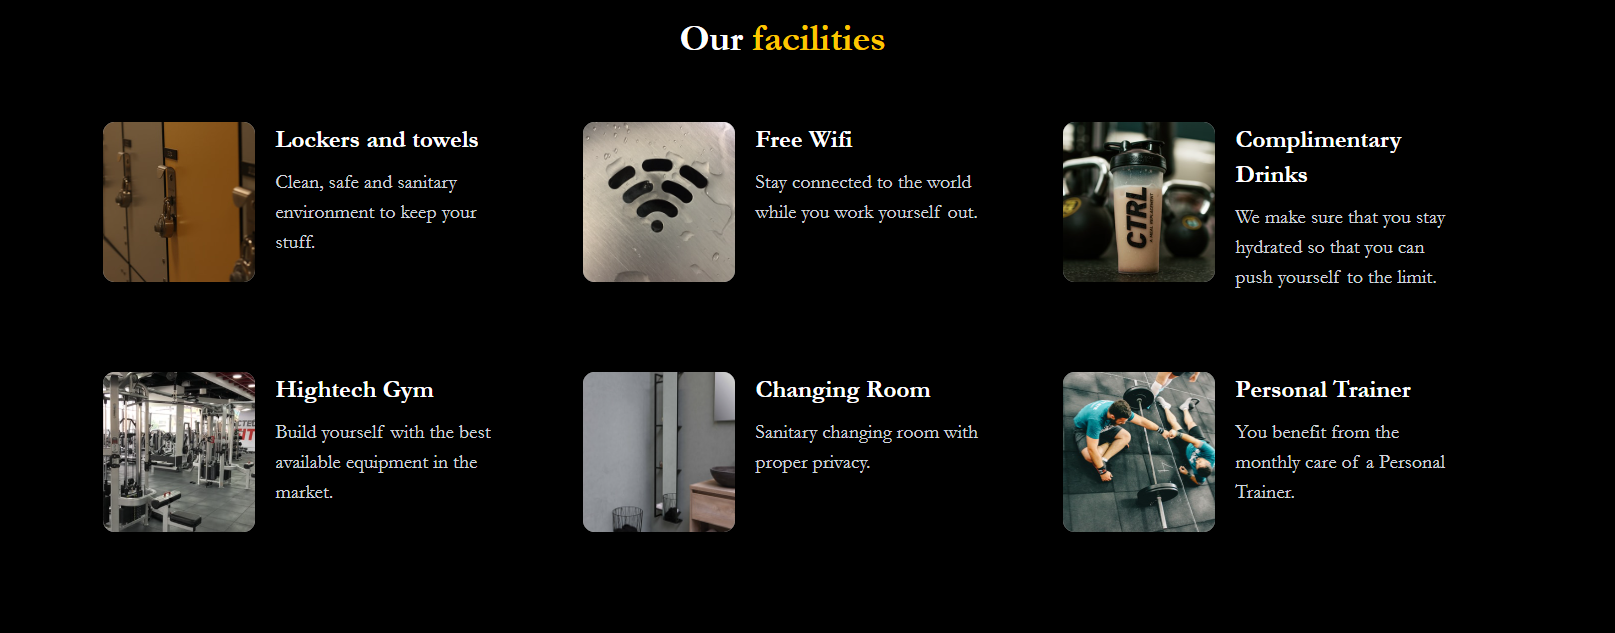 Our facilities
Lockers and towels
Clean, safe and sanitary
environment to keep your
stuff.
Free Wifi
Stay connected to the world
while you work yourself out.
Complimentary
Drinks
We make sure that you stay
hydrated so that you can
push yourself to the limit.
CTRL
Hightech Gym
Build yourself with the best
available equipment in the
market.
Changing Room
Sanitary changing room with
proper privacy.
Personal Trainer
You benefit from the
monthly care of a Personal
Trainer.